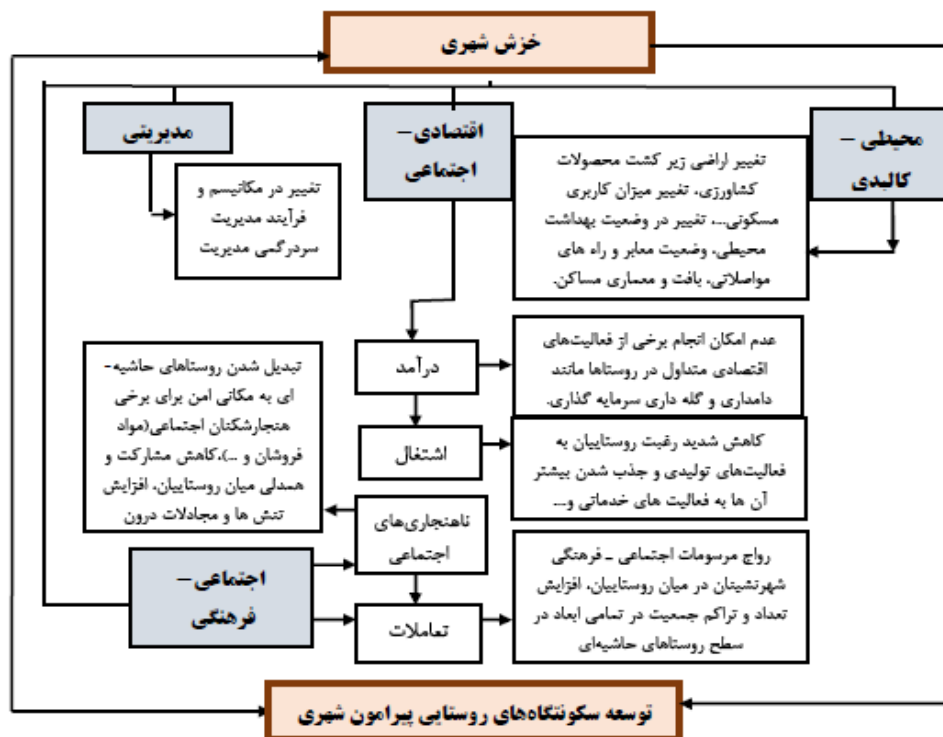 خزش شهری
محیطی –
کالبدی
اقتصادی–
اجتماعی
مدیریتی
تغییر اراضی زیر کشت محصولات
کشاورزی، تغییر میزان کاربری
مسکونی...، تغییر در وضعیت بهداشت
محیطی، وضعیت معابر و راه های
مواصلاتی، بافت و معماری مساکن.
تغییر در مکانیسم و
فرآیند مدیریت
سردرگمی مدیریت
درآمد
عدم امکان انجام برخی از فعالیت‌های
اقتصادی متداول در روستاها مانند
دامداری و گله داری سرمایه گذاری.
اشتغال
کاهش شدید رغبت روستاییان به
فعالیت‌های تولیدی و جذب شدن بیشتر
آن ها به فعالیت های خدماتی و...
تبدیل شدن روستاهای حاشیه-
ای به مکانی امن برای برخی
هنجارشکنان اجتماعی(مواد
فروشان و ...)،کاهش مشارکت و
همدلی میان روستاییان، افزایش
تنش ها و مجادلات درون
ناهنجاری‌های
اجتماعی
اجتماعی–
فرهنگی
تعاملات
رواج مرسومات اجتماعی _ فرهنگی
شهرنشینان در میان روستاییان، افزایش
تعداد و تراکم جمعیت در تمامی ابعاد در
سطح روستاهای حاشیه‌ای
توسعه سکونتگاه‌های روستایی پیرامون شهری